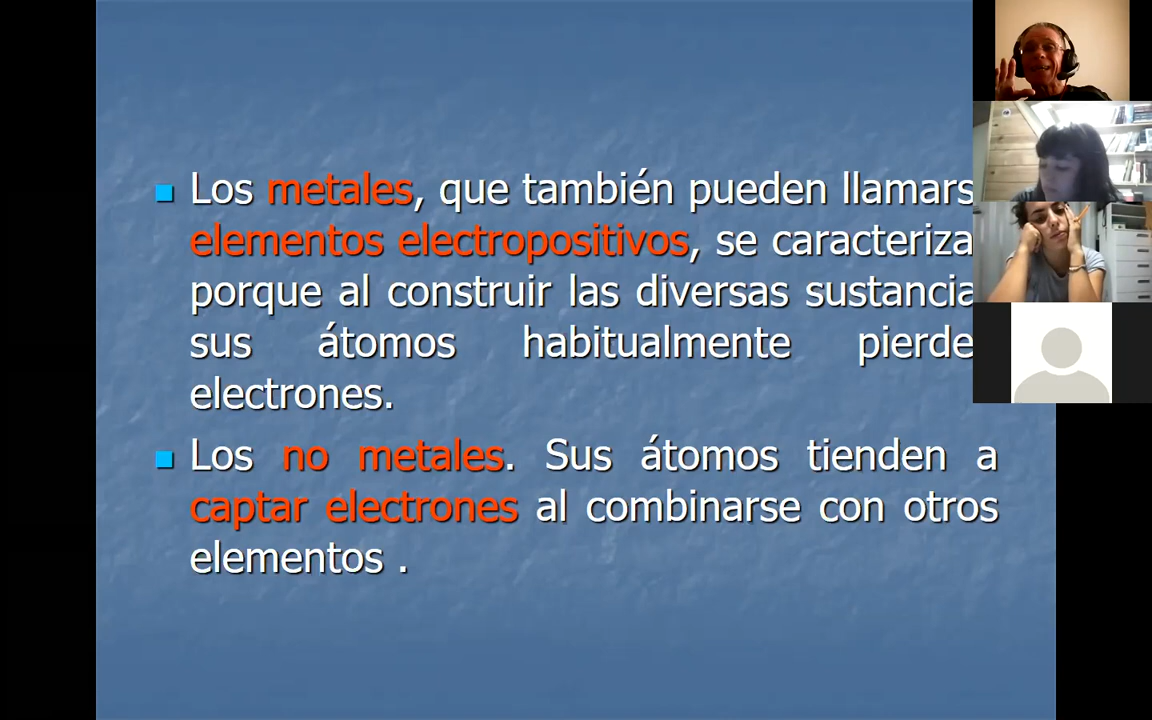 Los metales, que también pueden llamars
elementos electropositivos, se caracteriza
porque al construir las diversas sustancia
sus átomos habitualmente pierde
electrones.
Los no metales. Sus átomos tienden a
captar electrones al combinarse con otros
elementos .